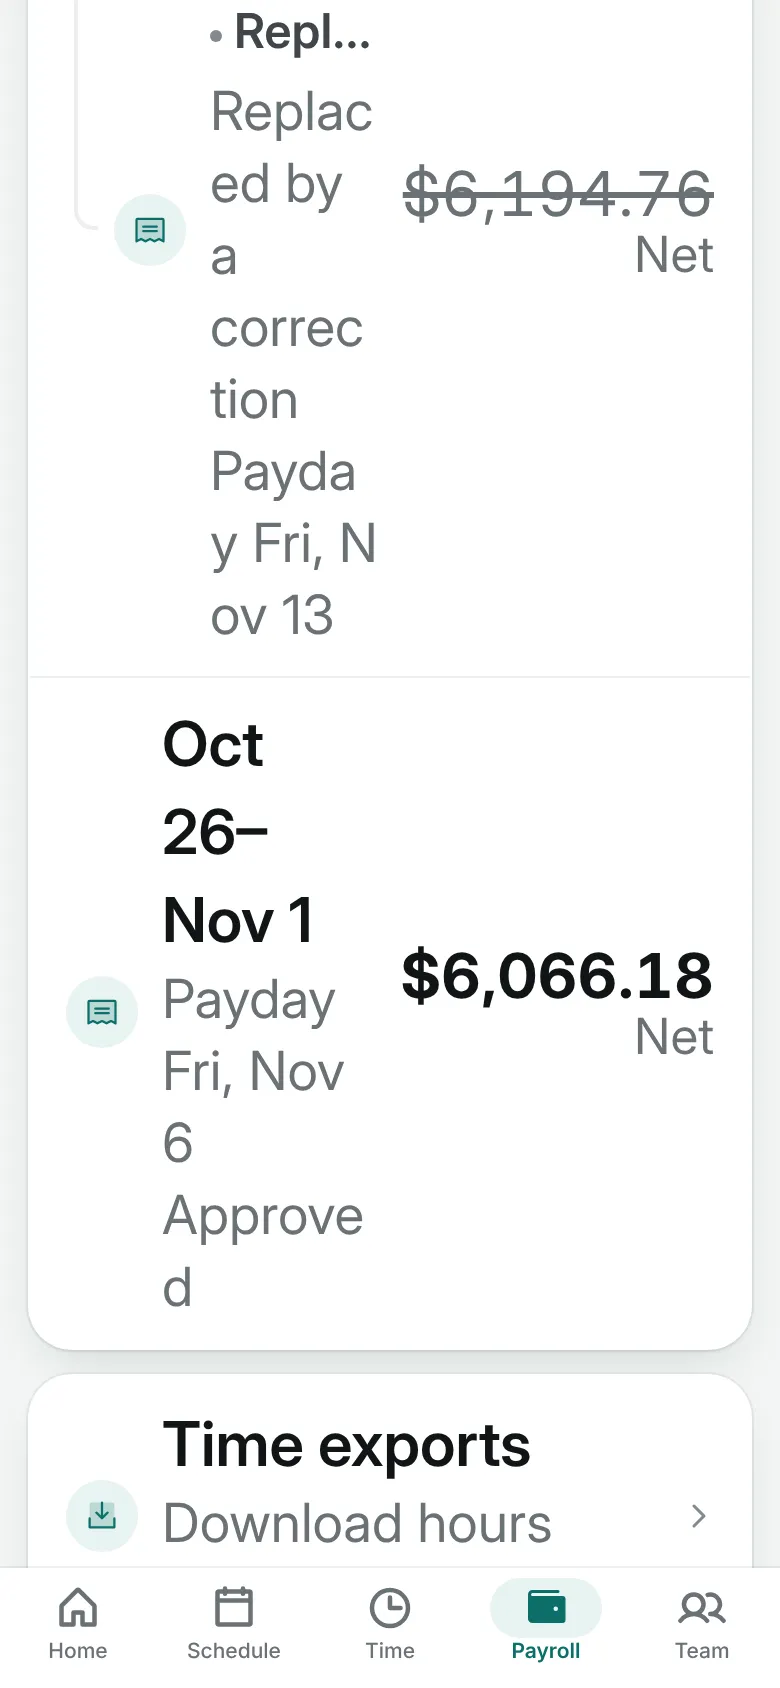 • Repl...
Replac
ed by
a
correc
tion
Payda
y Fri, N
ov 13
$6,194.76
Net
Oct
26–
Nov 1
Payday
Fri, Nov
6
Approve
d
$6,066.18
Net
Time exports
Download hours
Home
Schedule
Time
Payroll
Team